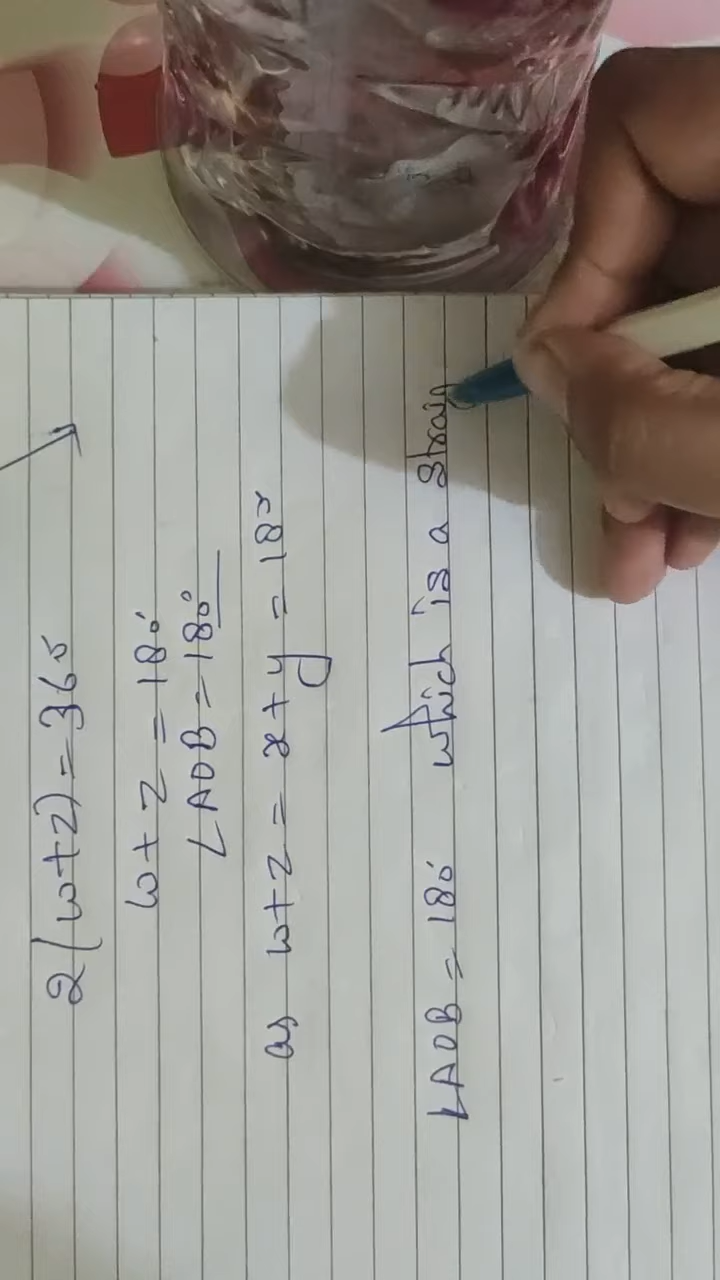 2(w+z)=360
w+z=180°
∠AOB=180°
as w+z=x+y=180
∠AOB=180° which is a straig